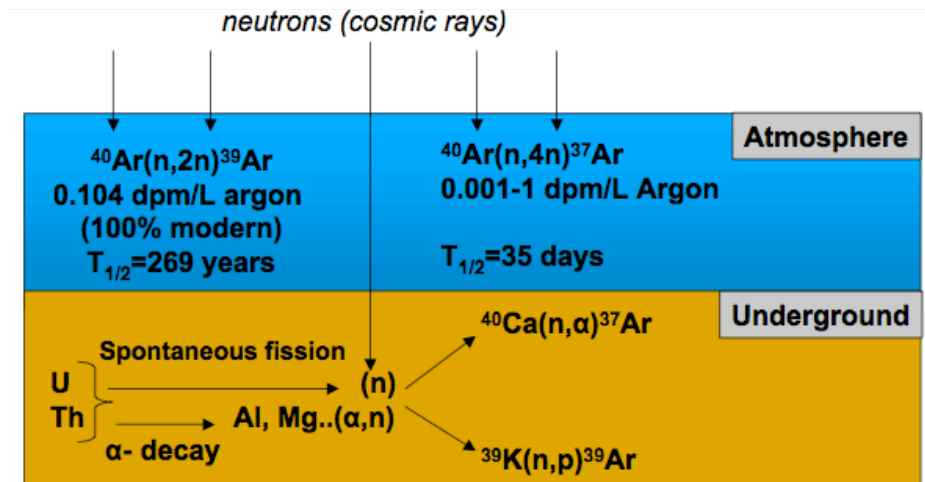 neutrons (cosmic rays)
Atmosphere
⁴⁰Ar(n,2n)³⁹Ar
0.104 dpm/L argon
(100% modern)
T₁/₂=269 years
⁴⁰Ar(n,4n)³⁷Ar
0.001-1 dpm/L Argon
T₁/₂=35 days
Underground
⁴⁰Ca(n,α)³⁷Ar
Spontaneous fission
U
(n)
Th
Al, Mg..(α,n)
α- decay
³⁹K(n,p)³⁹Ar